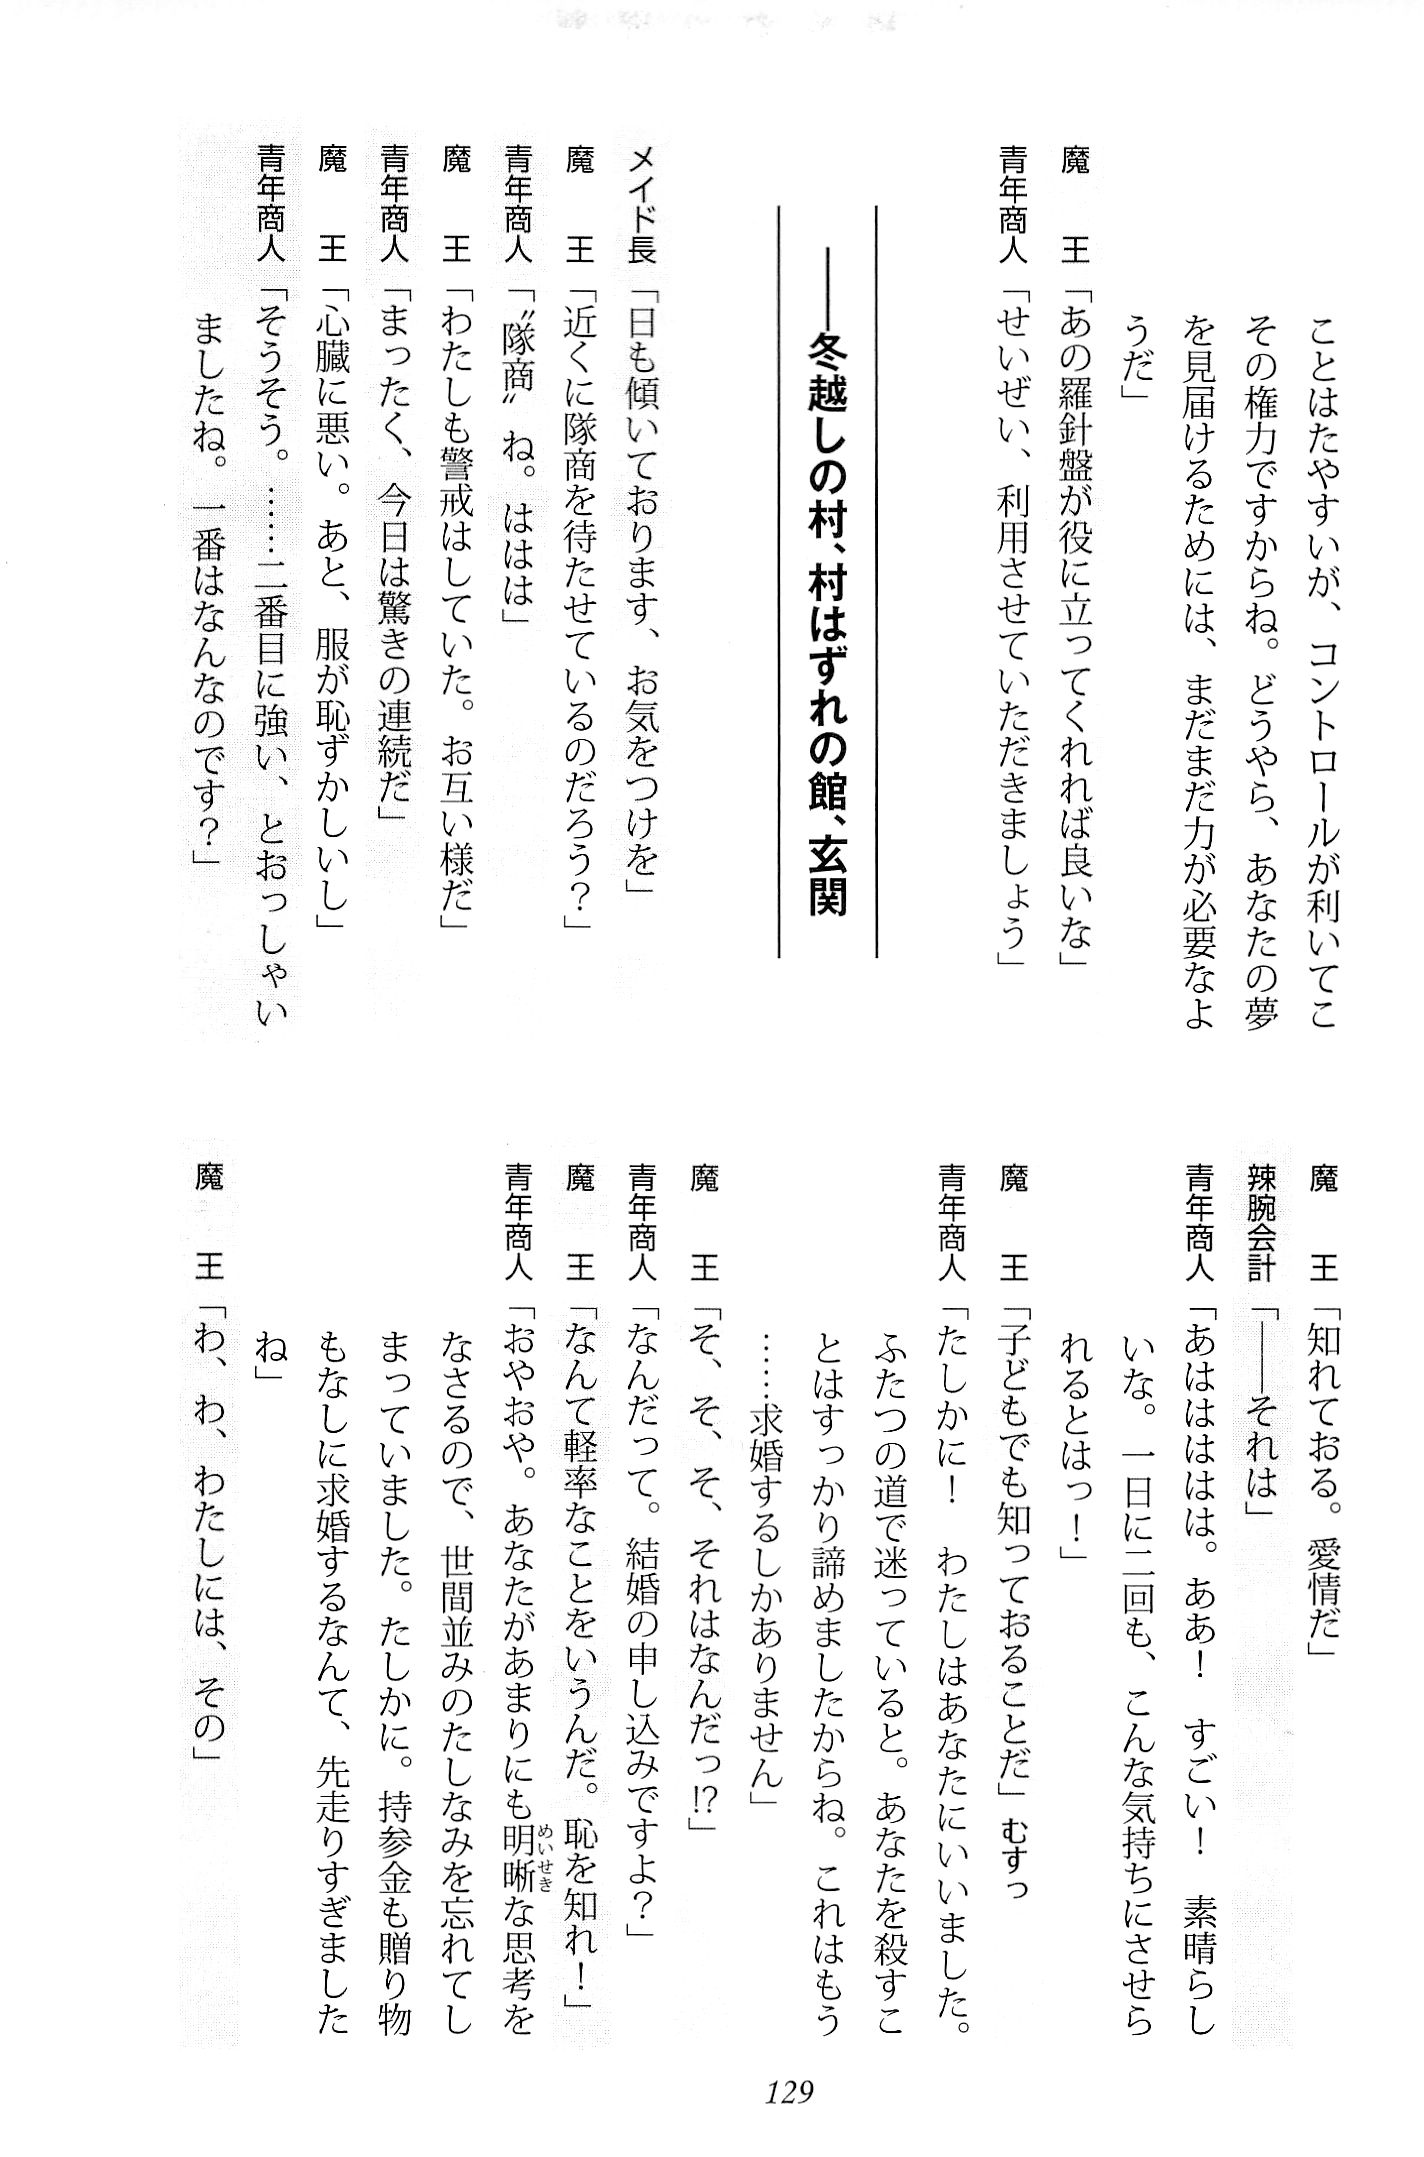 ことはたやすいが、コントロールが利いてこ
その権力ですからね。どうやら、あなたの夢
を見届けるためには、まだまだ力が必要なよ
うだ」
魔　王「あの羅針盤が役に立ってくれれば良いな」
青年商人「せいぜい、利用させていただきましょう」
――冬越しの村、村はずれの館、玄関
メイド長「日も傾いております、お気をつけを」
魔　王「近くに隊商を待たせているのだろう？」
青年商人「〝隊商〟ね。ははは」
魔　王「わたしも警戒はしていた。お互い様だ」
青年商人「まったく、今日は驚きの連続だ」
魔　王「心臓に悪い。あと、服が恥ずかしいし」
青年商人「そうそう。……二番目に強い、とおっしゃい
ましたね。一番はなんなのです？」
魔　王「知れておる。愛情だ」
辣腕会計「――それは」
青年商人「あはははは。ああ！　すごい！　素晴らし
いな。一日に二回も、こんな気持ちにさせら
れるとはっ！」
魔　王「子どもでも知っておることだ」むすっ
青年商人「たしかに！　わたしはあなたにいいました。
ふたつの道で迷っていると。あなたを殺すこ
とはすっかり諦めましたからね。これはもう
……求婚するしかありません」
魔　王「そ、そ、そ、それはなんだっ!?」
青年商人「なんだって。結婚の申し込みですよ？」
魔　王「なんて軽率なことをいうんだ。恥を知れ！」
青年商人「おやおや。あなたがあまりにも明晰めいせきな思考を
なさるので、世間並みのたしなみを忘れてし
まっていました。たしかに。持参金も贈り物
もなしに求婚するなんて、先走りすぎました
ね」
魔　王「わ、わ、わたしには、その」
129